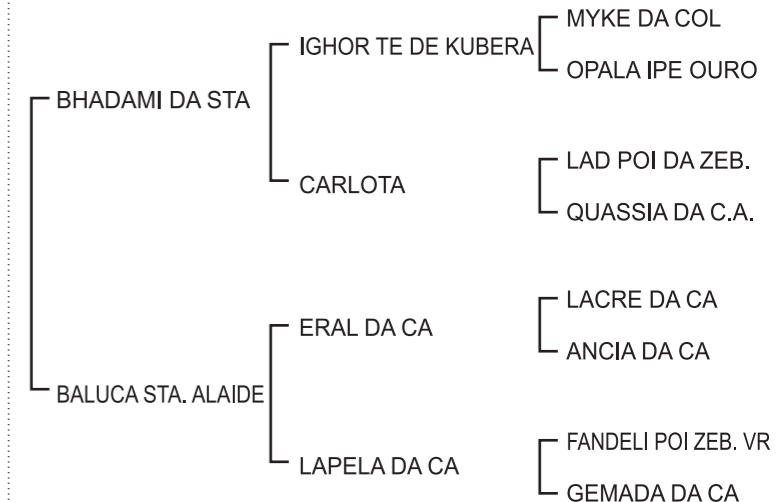 MYKE DA COL
IGHOR TE DE KUBERA
OPALA IPE OURO
BHADAMI DA STA
LAD POI DA ZEB.
CARLOTA
QUASSIA DA C.A.
LACRE DA CA
ERAL DA CA
ANCIA DA CA
BALUCA STA. ALAIDE
FANDELI POI ZEB. VR
LAPELA DA CA
GEMADA DA CA